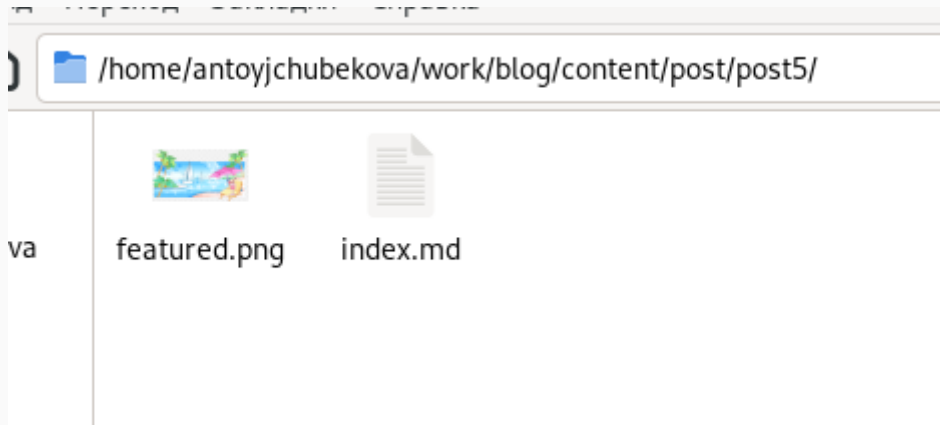 /home/antoyjchubekova/work/blog/content/post/post5/
va
featured.png
index.md